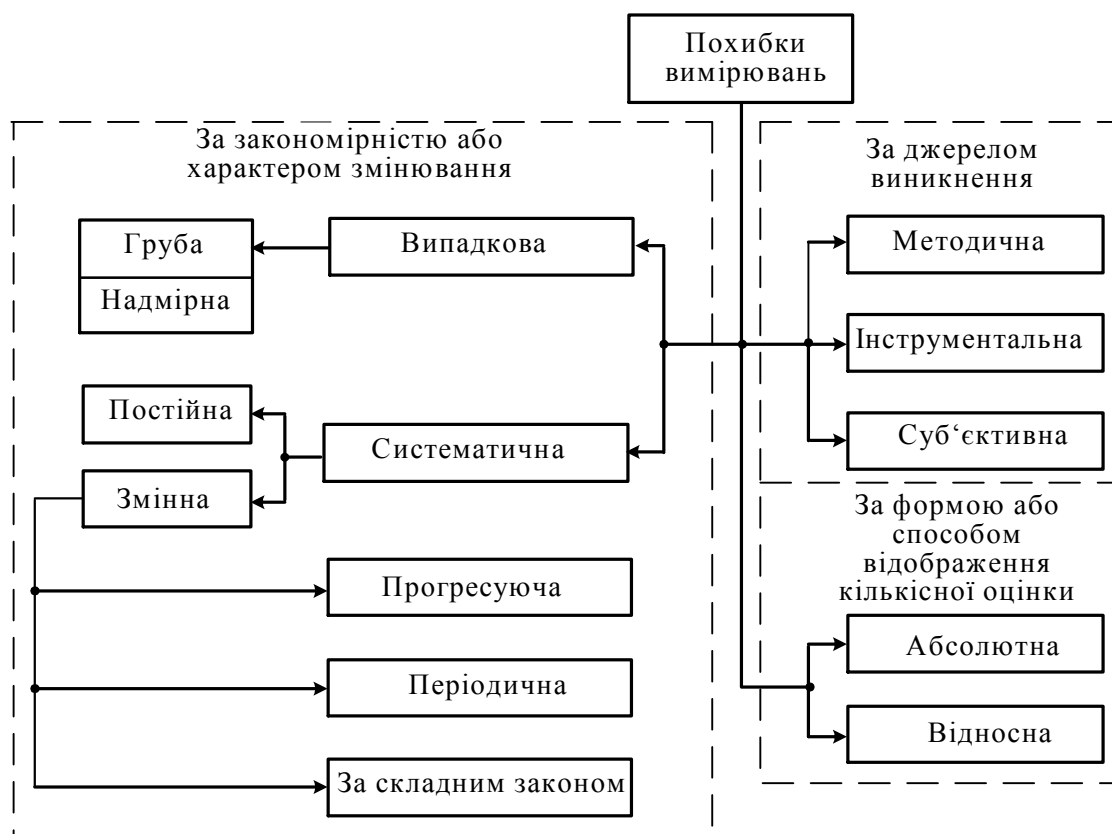 Похибки
вимірювань
За закономірністю або
характером змінювання
Груба
Надмірна
Випадкова
Постійна
Змінна
Систематична
Прогресуюча
Періодична
За складним законом
За джерелом
виникнення
Методична
Інструментальна
Суб‘єктивна
За формою або
способом
відображення
кількісної оцінки
Абсолютна
Відносна